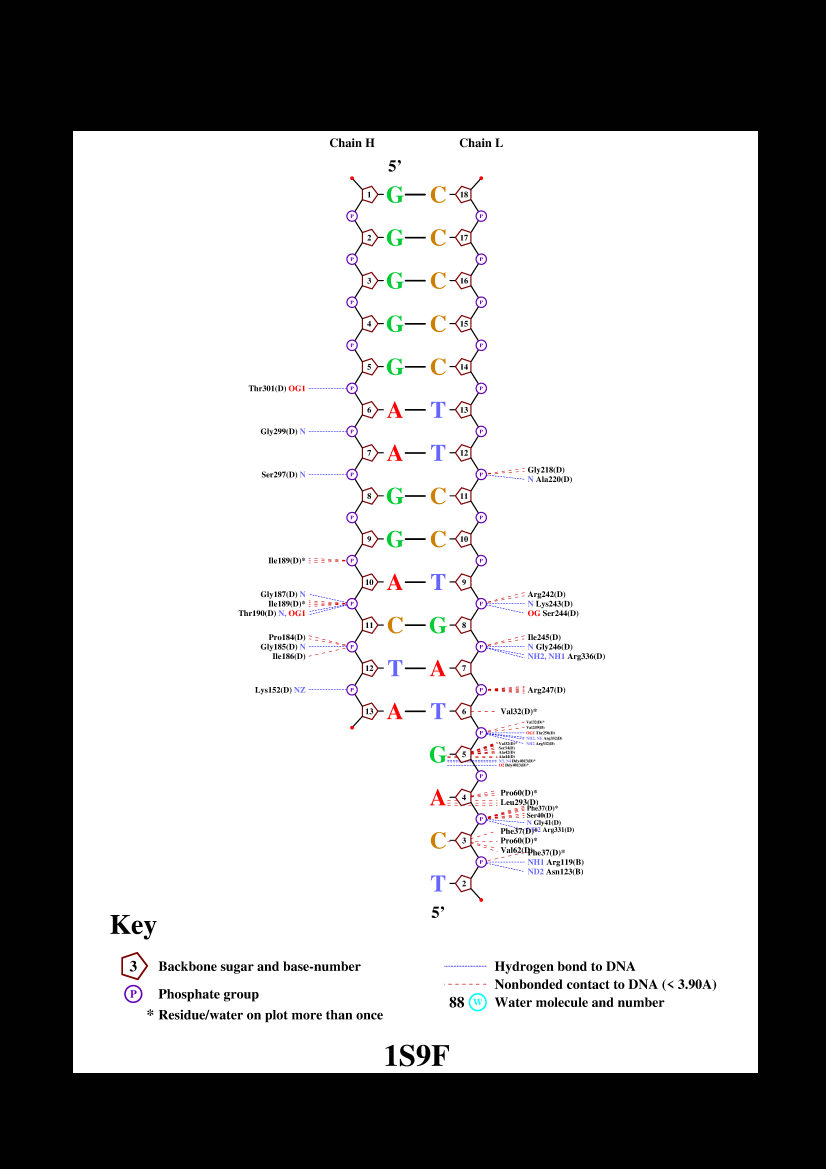 Chain H Chain L
5’
1 G C 18
P P
2 G C 17
P P
3 G C 16
P P
4 G C 15
P P
5 G C 14
Thr301(D) OG1 P P
6 A T 13
Gly299(D) N P P
7 A T 12
Gly218(D)
Ser297(D) N P P
N Ala220(D)
8 G C 11
P P
9 G C 10
Ile189(D)* P P
10 A T 9
Gly187(D) N Arg242(D)
Ile189(D)* P P N Lys243(D)
Thr190(D) N, OG1 OG Ser244(D)
11 C G 8
Pro184(D) Ile245(D)
Gly185(D) N P P N Gly246(D)
Ile186(D) NH2, NH1 Arg336(D)
12 T A 7
Lys152(D) NZ P P Arg247(D)
13 A T 6 Val32(D)*
Val32(D)*
P
G 5
P
A 4 Pro60(D)*
Leu293(D)
Phe37(D)*
P Ser40(D)
N Gly41(D)
Arg331(D)
Phe37(D)*
C 3 Pro60(D)*
Val62(D)
Phe37(D)*
P NH1 Arg119(B)
ND2 Asn123(B)
T 2
5’
Key
3 Backbone sugar and base-number
P Phosphate group
* Residue/water on plot more than once
Hydrogen bond to DNA
Nonbonded contact to DNA (< 3.90A)
88 W Water molecule and number
1S9F